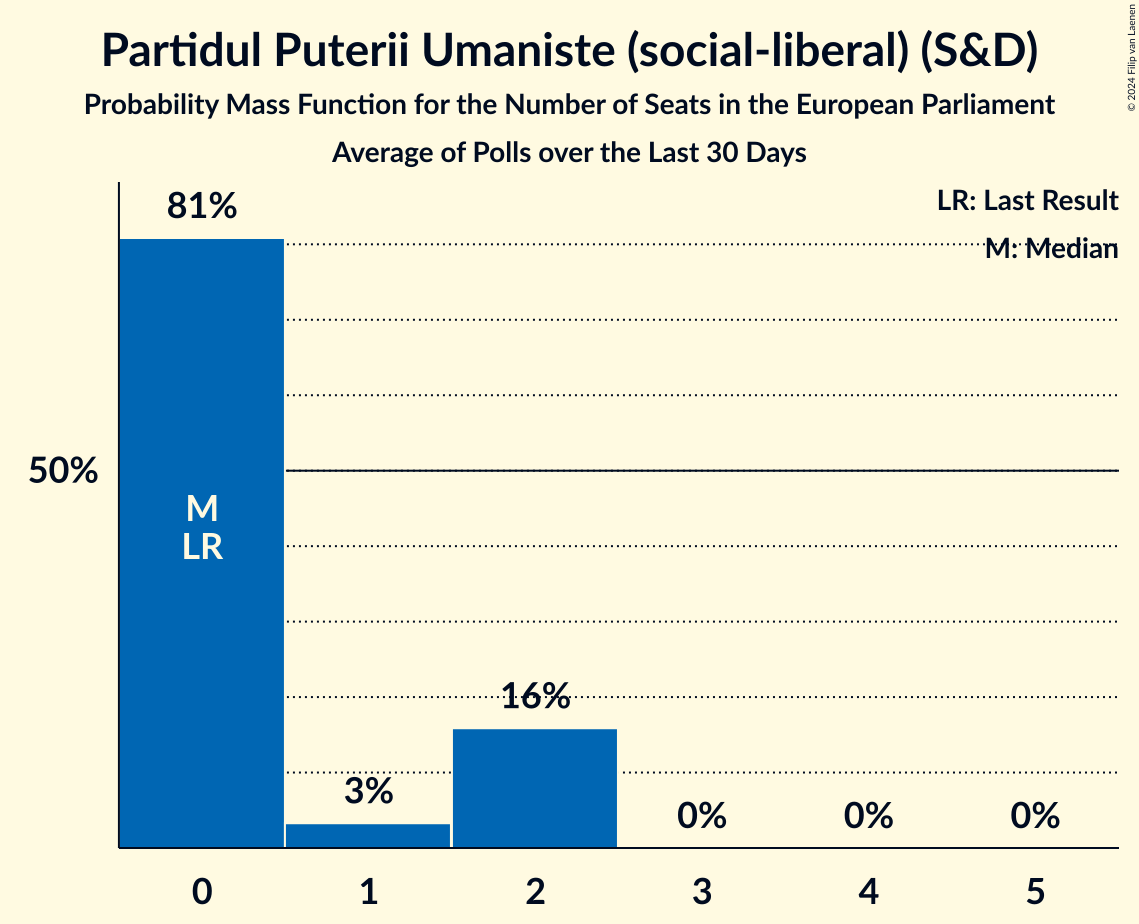 Partidul Puterii Umaniste (social-liberal) (S&D)
Probability Mass Function for the Number of Seats in the European Parliament
Average of Polls over the Last 30 Days
© 2024 Filip van Laenen
LR: Last Result
M: Median
81%
50%
M
LR
16%
3%
0% 0% 0%
0 1 2 3 4 5